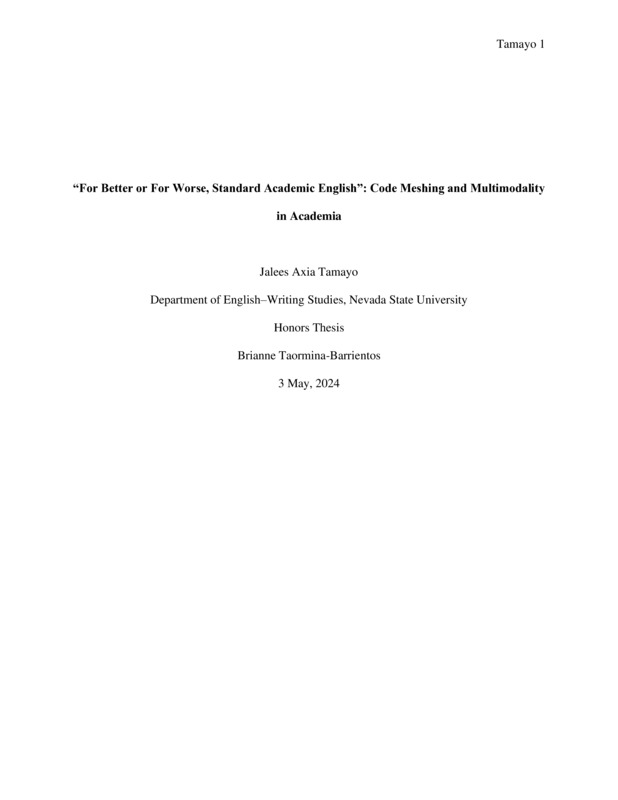 Tamayo 1
“For Better or For Worse, Standard Academic English”: Code Meshing and Multimodality
in Academia
Jalees Axia Tamayo
Department of English–Writing Studies, Nevada State University
Honors Thesis
Brianne Taormina-Barrientos
3 May, 2024